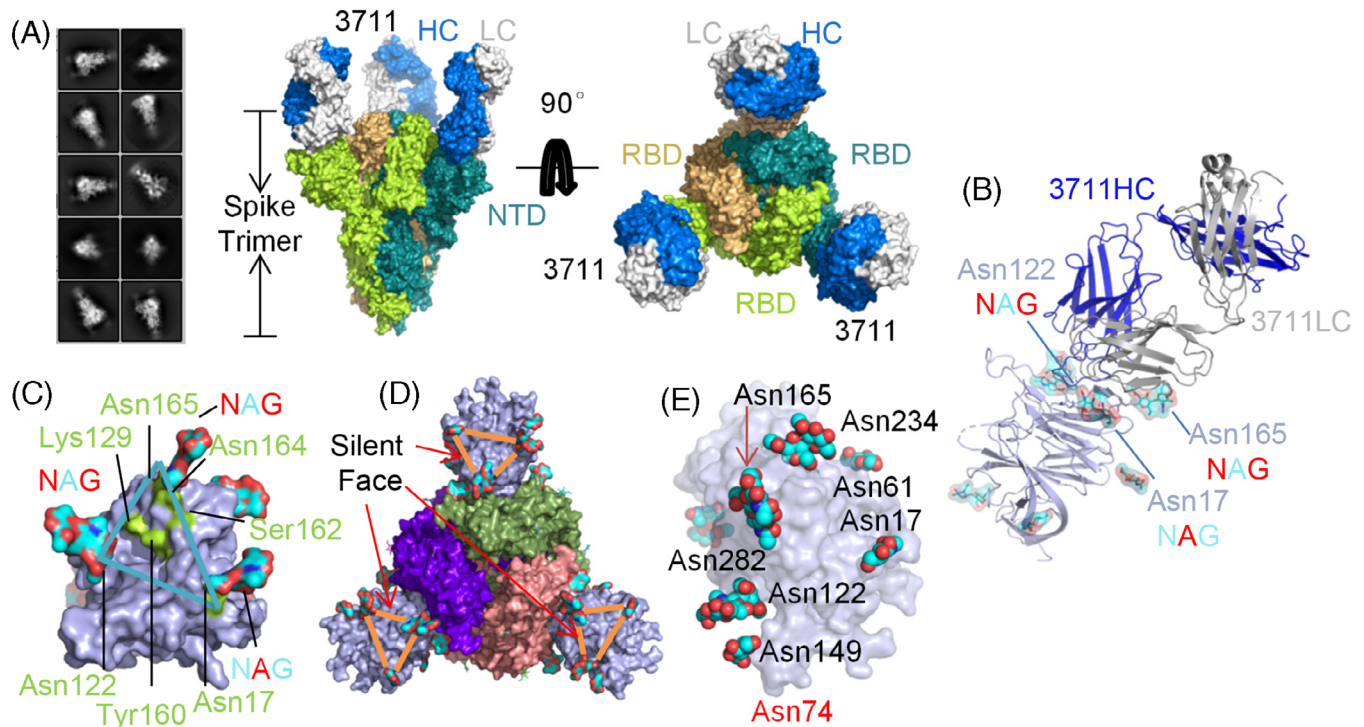 (A)
3711
HC
LC
Spike
Trimer
NTD
90°
LC
HC
RBD
RBD
3711
RBD
3711
(B)
3711HC
Asn122
NAG
3711LC
Asn165
NAG
Asn17
NAG
(C)
Asn165
NAG
Lys129
Asn164
NAG
Ser162
NAG
Asn122
Asn17
Tyr160
(D)
Silent
Face
(E)
Asn165
Asn234
Asn61
Asn17
Asn282
Asn122
Asn149
Asn74